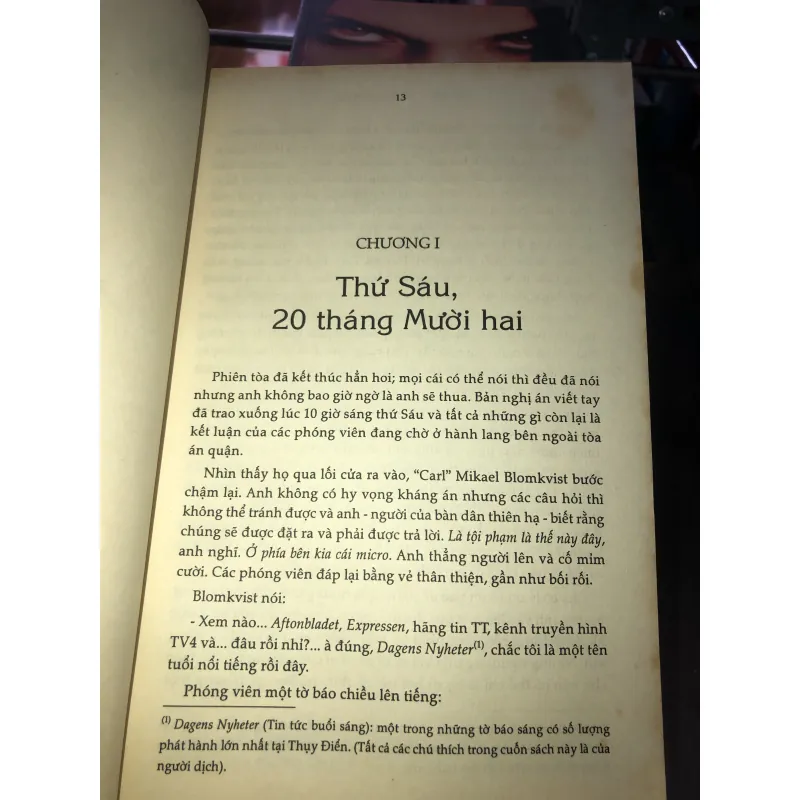 13
CHƯƠNG I
Thứ Sáu,
20 tháng Mười hai
Phiên tòa đã kết thúc hẳn hoi; mọi cái có thể nói thì đều đã nói
nhưng anh không bao giờ ngờ là anh sẽ thua. Bản nghị án viết tay
đã trao xuống lúc 10 giờ sáng thứ Sáu và tất cả những gì còn lại là
kết luận của các phóng viên đang chờ ở hành lang bên ngoài tòa
án quận.
Nhìn thấy họ qua lối cửa ra vào, “Carl” Mikael Blomkvist bước
chậm lại. Anh không có hy vọng kháng án nhưng các câu hỏi thì
không thể tránh được và anh - người của bàn dân thiên hạ - biết rằng
chúng sẽ được đặt ra và phải được trả lời. Là tội phạm là thế này đây,
anh nghĩ. Ở phía bên kia cái micro. Anh thẳng người lên và cố mỉm
cười. Các phóng viên đáp lại bằng vẻ thân thiện, gần như bối rối.
Blomkvist nói:
- Xem nào... Aftonbladet, Expressen, hãng tin TT, kênh truyền hình
TV4 và... đâu rồi nhỉ?... à đúng, Dagens Nyheter(1), chắc tôi là một tên
tuổi nổi tiếng rồi đây.
Phóng viên một tờ báo chiều lên tiếng:
(1) Dagens Nyheter (Tin tức buổi sáng): một trong những tờ báo sáng có số lượng
phát hành lớn nhất tại Thụy Điển. (Tất cả các chú thích trong cuốn sách này là của
người dịch).